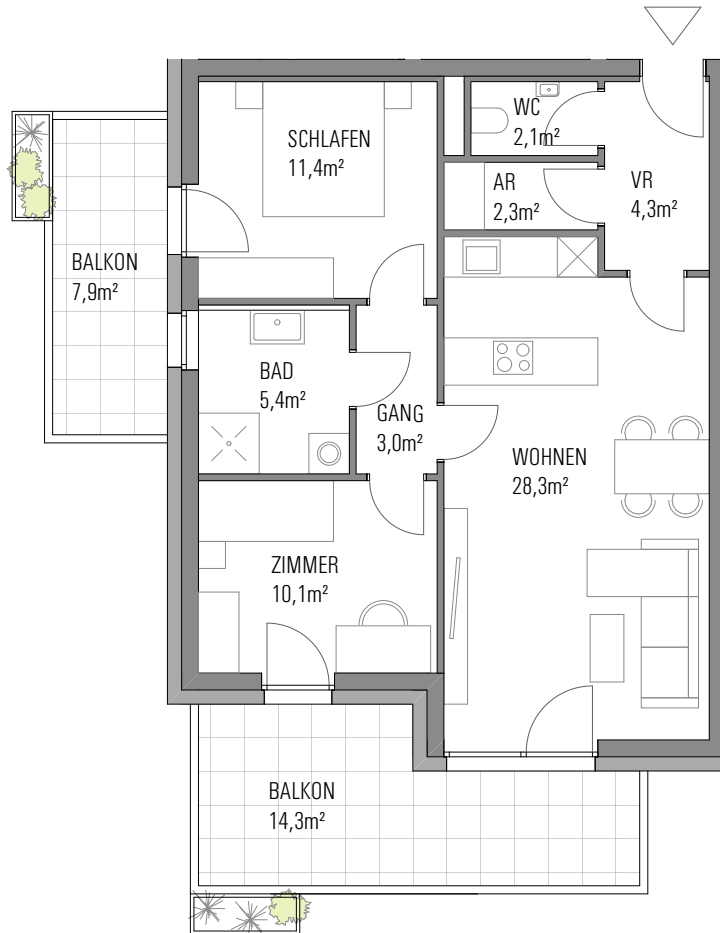 WC
2,1m²
SCHLAFEN
11,4m²
AR
2,3m²
VR
4,3m²
BALKON
7,9m²
BAD
5,4m²
GANG
3,0m²
WOHNEN
28,3m²
ZIMMER
10,1m²
BALKON
14,3m²